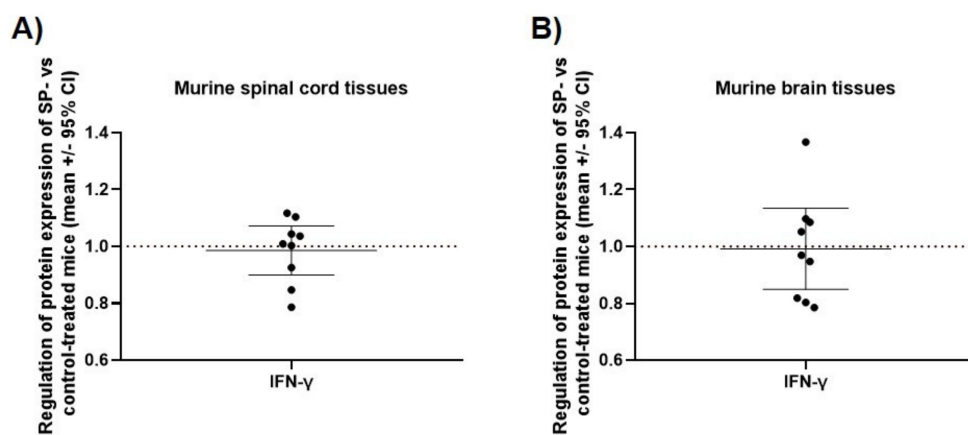 A)
Regulation of protein expression of SP- vs
control-treated mice (mean +/- 95% CI)
Murine spinal cord tissues
1.4
1.2
1.0
0.8
0.6
IFN-γ
B)
Regulation of protein expression of SP- vs
control-treated mice (mean +/- 95% CI)
Murine brain tissues
1.4
1.2
1.0
0.8
0.6
IFN-γ